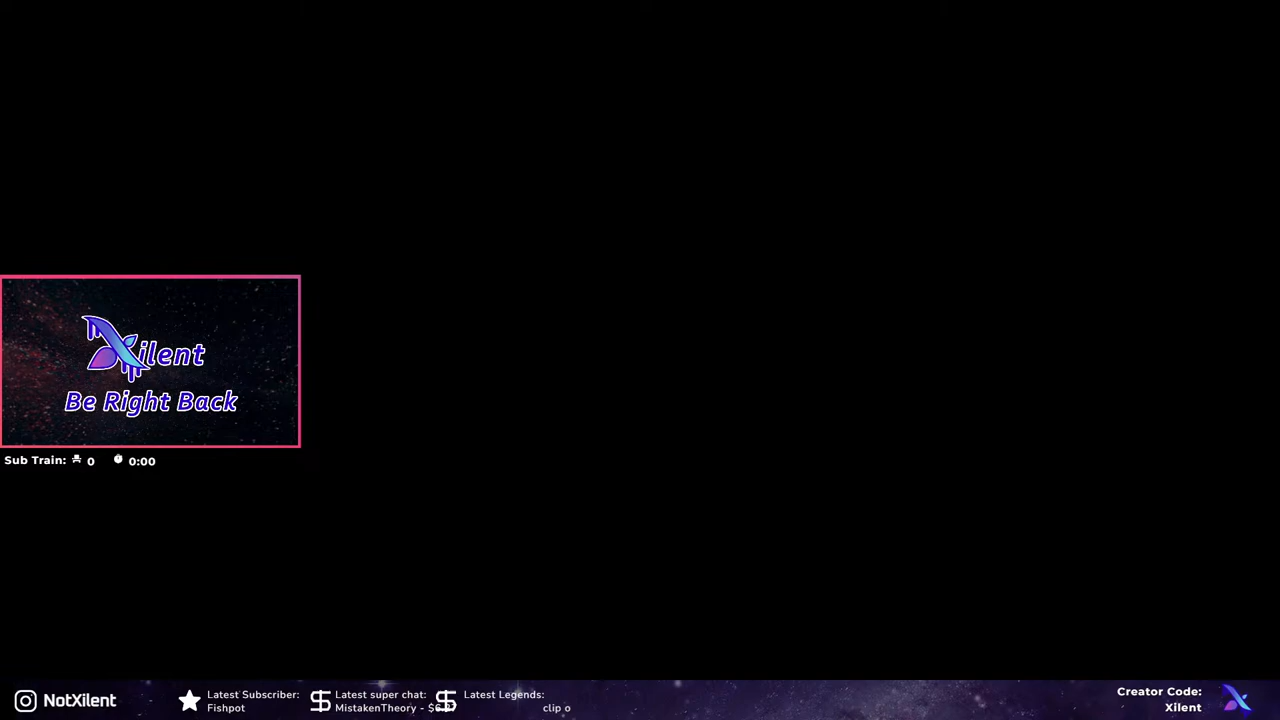 Xilent
Be Right Back
Sub Train: 0 0:00
NotXilent
Latest Subscriber:
Fishpot
Latest super chat:
MistakenTheory -
Latest Legends:
clip o
Creator Code:
Xilent